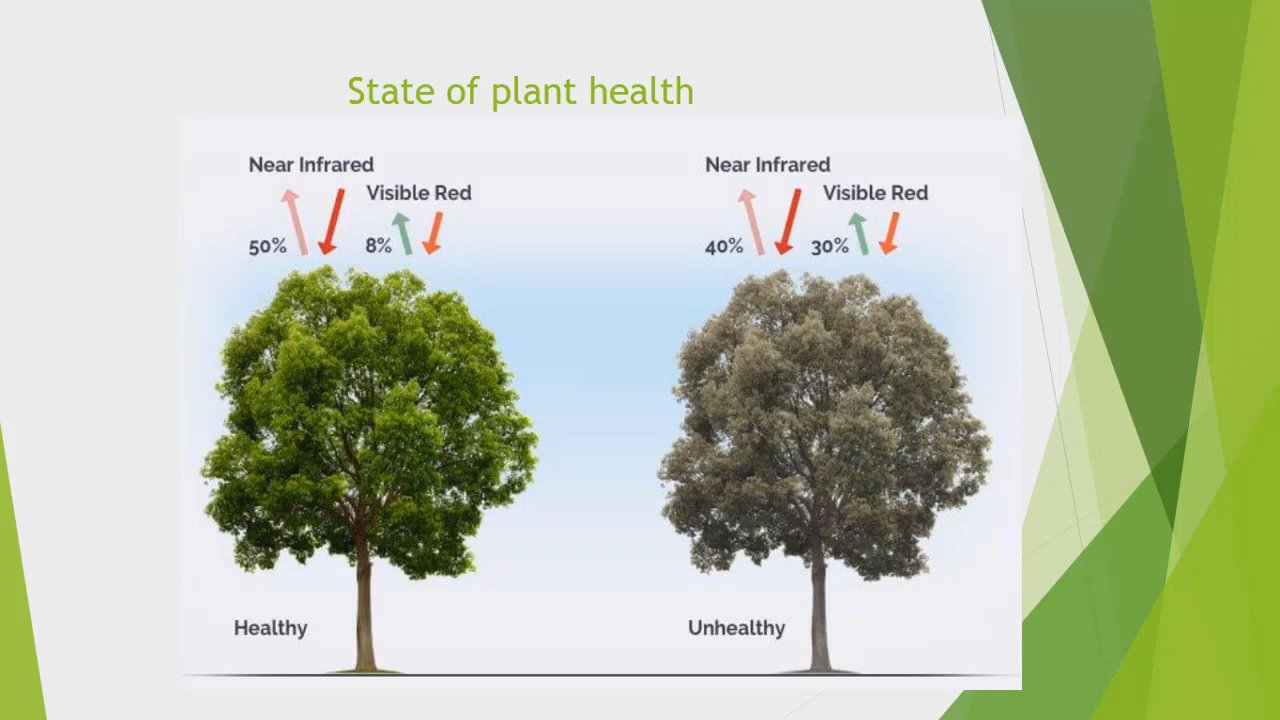 State of plant health
Near Infrared
Visible Red
50%
8%
Healthy
Near Infrared
Visible Red
40%
30%
Unhealthy